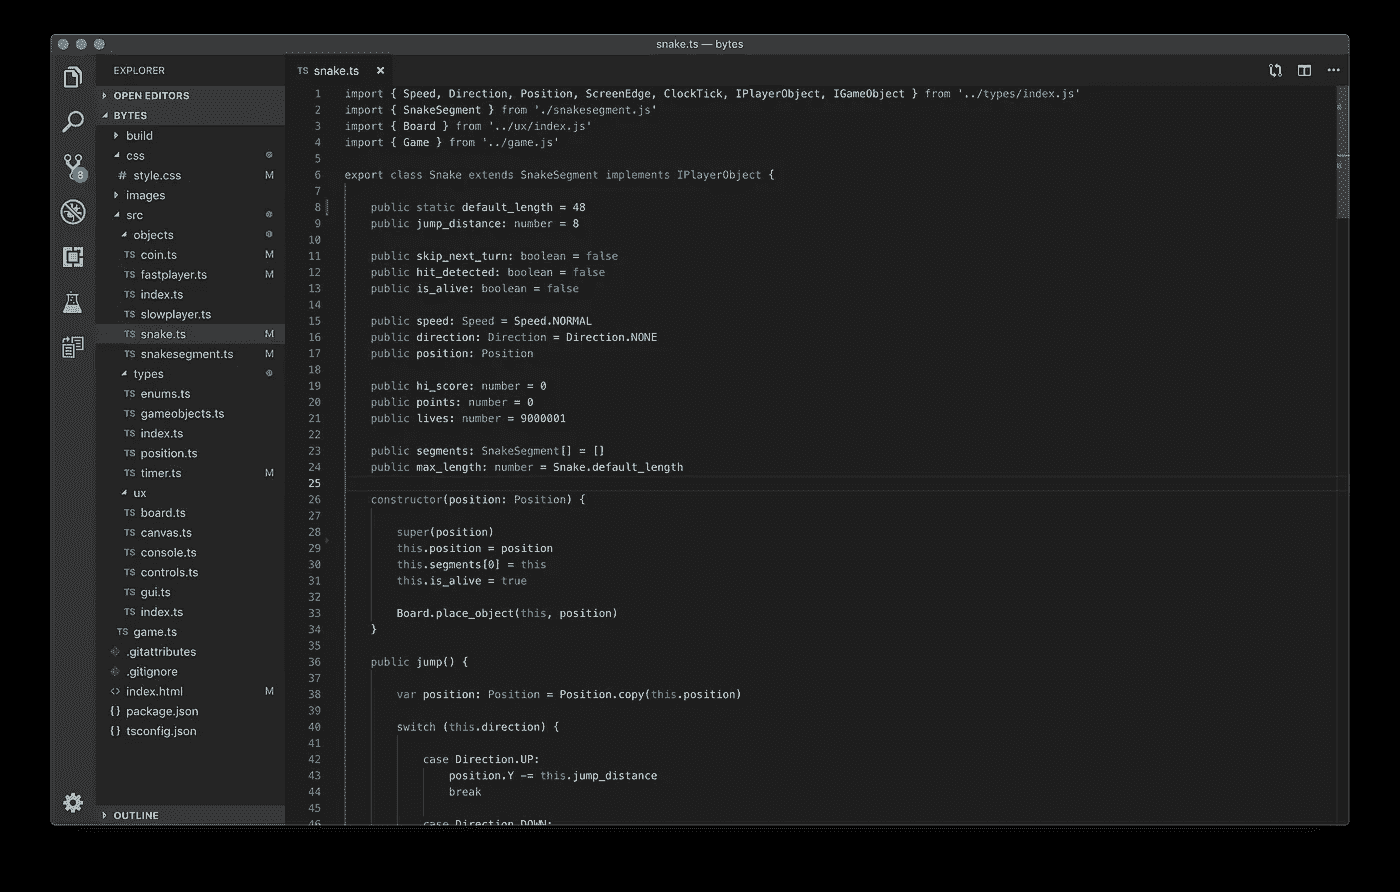 snake.ts — bytes
EXPLORER
OPEN EDITORS
BYTES
build
css
# style.css M
images
src
objects
TS coin.ts M
TS fastplayer.ts M
TS index.ts
TS slowplayer.ts
TS snake.ts M
TS snakesegment.ts M
types
TS enums.ts
TS gameobjects.ts
TS index.ts
TS position.ts
TS timer.ts M
ux
TS board.ts
TS canvas.ts
TS console.ts
TS controls.ts
TS gui.ts
TS index.ts
TS game.ts
.gitattributes
.gitignore
<> index.html M
{} package.json
{} tsconfig.json
OUTLINE
8
TS snake.ts ×
1 import { Speed, Direction, Position, ScreenEdge, ClockTick, IPlayerObject, IGameObject } from '../types/index.js'
2 import { SnakeSegment } from './snakesegment.js'
3 import { Board } from '../ux/index.js'
4 import { Game } from '../game.js'
5
6 export class Snake extends SnakeSegment implements IPlayerObject {
7
8 public static default_length = 48
9 public jump_distance: number = 8
10
11 public skip_next_turn: boolean = false
12 public hit_detected: boolean = false
13 public is_alive: boolean = false
14
15 public speed: Speed = Speed.NORMAL
16 public direction: Direction = Direction.NONE
17 public position: Position
18
19 public hi_score: number = 0
20 public points: number = 0
21 public lives: number = 9000001
22
23 public segments: SnakeSegment[] = []
24 public max_length: number = Snake.default_length
25
26 constructor(position: Position) {
27
28 super(position)
29 this.position = position
30 this.segments[0] = this
31 this.is_alive = true
32
33 Board.place_object(this, position)
34 }
35
36 public jump() {
37
38 var position: Position = Position.copy(this.position)
39
40 switch (this.direction) {
41
42 case Direction.UP:
43 position.Y -= this.jump_distance
44 break
45
46 case Direction.DOWN: